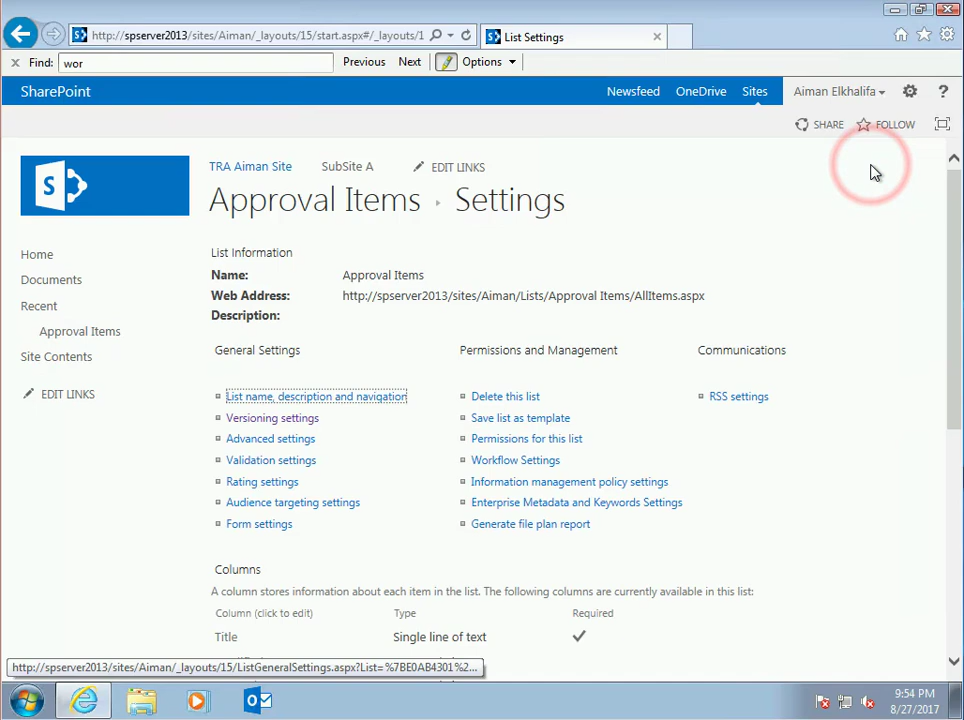 http://spserver2013/sites/Aiman/_layouts/15/start.aspx#/_layouts/1
List Settings
Find: wor Previous Next Options
SharePoint Newsfeed OneDrive Sites Aiman Elkhalifa ?
SHARE FOLLOW
S
TRA Aiman Site SubSite A EDIT LINKS
Approval Items Settings
Home
Documents
Recent
Approval Items
Site Contents
EDIT LINKS
List Information
Name: Approval Items
Web Address: http://spserver2013/sites/Aiman/Lists/Approval Items/AllItems.aspx
Description:
General Settings Permissions and Management Communications
List name, description and navigation Delete this list RSS settings
Versioning settings Save list as template
Advanced settings Permissions for this list
Validation settings Workflow Settings
Rating settings Information management policy settings
Audience targeting settings Enterprise Metadata and Keywords Settings
Form settings Generate file plan report
Columns
A column stores information about each item in the list. The following columns are currently available in this list:
Column (click to edit) Type Required
Title Single line of text
http://spserver2013/sites/Aiman/_layouts/15/ListGeneralSettings.aspx?List=%7BE0AB4301%2...
9:54 PM
8/27/2017